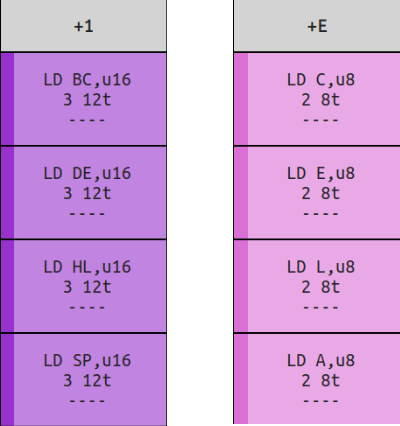 +1
LD BC,u16
3 12t
----
LD DE,u16
3 12t
----
LD HL,u16
3 12t
----
LD SP,u16
3 12t
----
+E
LD C,u8
2 8t
----
LD E,u8
2 8t
----
LD L,u8
2 8t
----
LD A,u8
2 8t
----